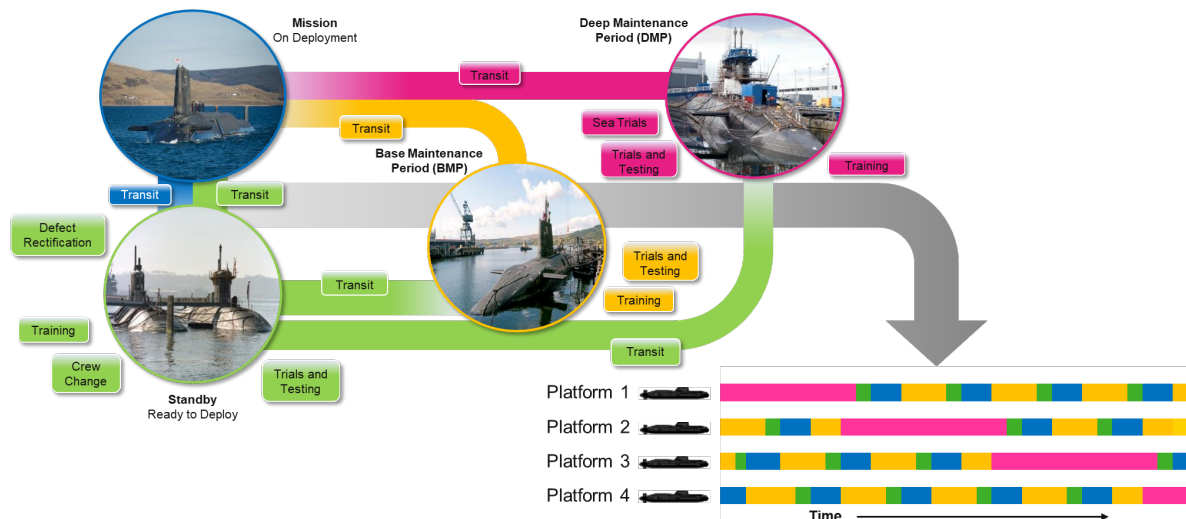 Mission
On Deployment
Deep Maintenance
Period (DMP)
Transit
Transit
Sea Trials
Base Maintenance
Period (BMP)
Trials and
Testing
Training
Transit
Transit
Defect
Rectification
Trials and
Testing
Transit
Training
Training
Crew
Change
Trials and
Testing
Transit
Standby
Ready to Deploy
Platform 1
Platform 2
Platform 3
Platform 4
Time